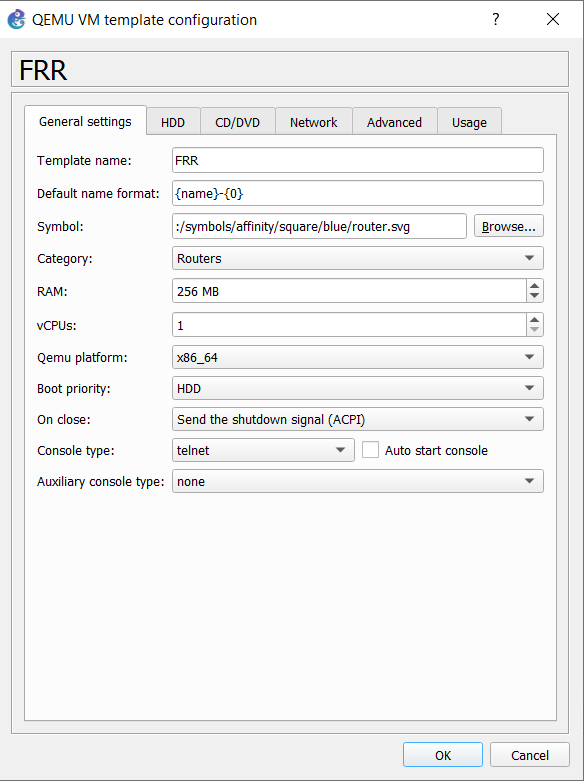 QEMU VM template configuration ?
FRR
General settings HDD CD/DVD Network Advanced Usage
Template name: FRR
Default name format: {name}-{0}
Symbol: :/symbols/affinity/square/blue/router.svg Browse...
Category: Routers
RAM: 256 MB
vCPUs: 1
Qemu platform: x86_64
Boot priority: HDD
On close: Send the shutdown signal (ACPI)
Console type: telnet Auto start console
Auxiliary console type: none
OK Cancel